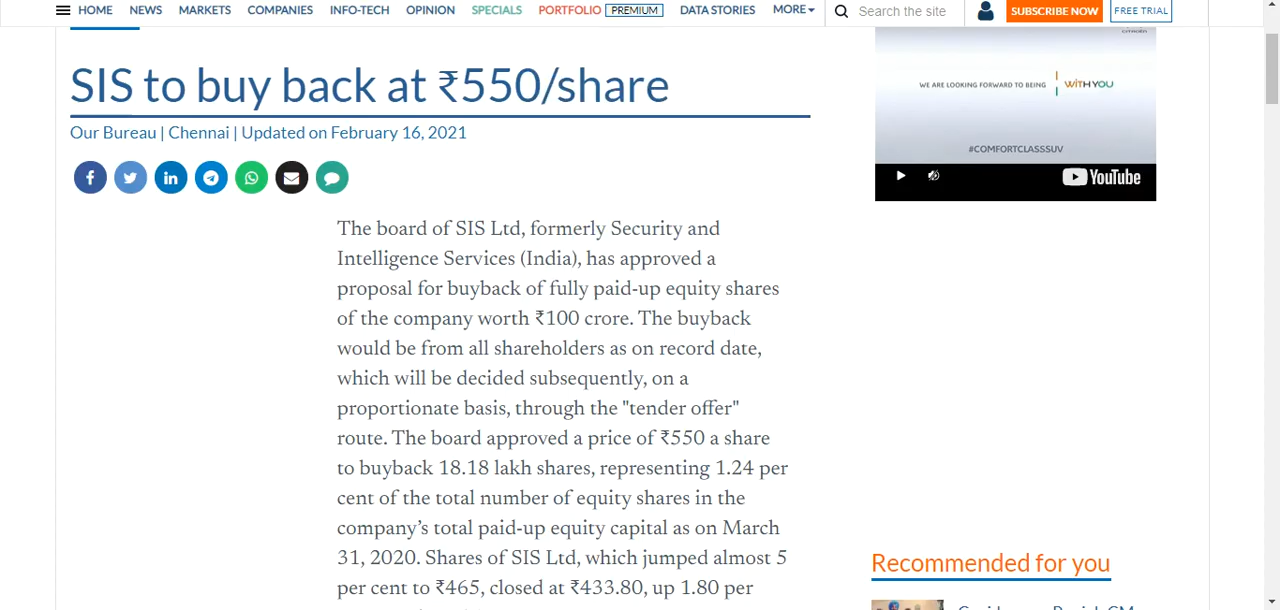 HOME NEWS MARKETS COMPANIES INFO-TECH OPINION SPECIALS PORTFOLIO PREMIUM DATA STORIES MORE Search the site SUBSCRIBE NOW FREE TRIAL
SIS to buy back at ₹550/share
Our Bureau | Chennai | Updated on February 16, 2021
The board of SIS Ltd, formerly Security and
Intelligence Services (India), has approved a
proposal for buyback of fully paid-up equity shares
of the company worth ₹100 crore. The buyback
would be from all shareholders as on record date,
which will be decided subsequently, on a
proportionate basis, through the "tender offer"
route. The board approved a price of ₹550 a share
to buyback 18.18 lakh shares, representing 1.24 per
cent of the total number of equity shares in the
company’s total paid-up equity capital as on March
31, 2020. Shares of SIS Ltd, which jumped almost 5
per cent to ₹465, closed at ₹433.80, up 1.80 per
CITROËN
WE ARE LOOKING FORWARD TO BEING WITH YOU
#COMFORTCLASSSUV
YouTube
Recommended for you